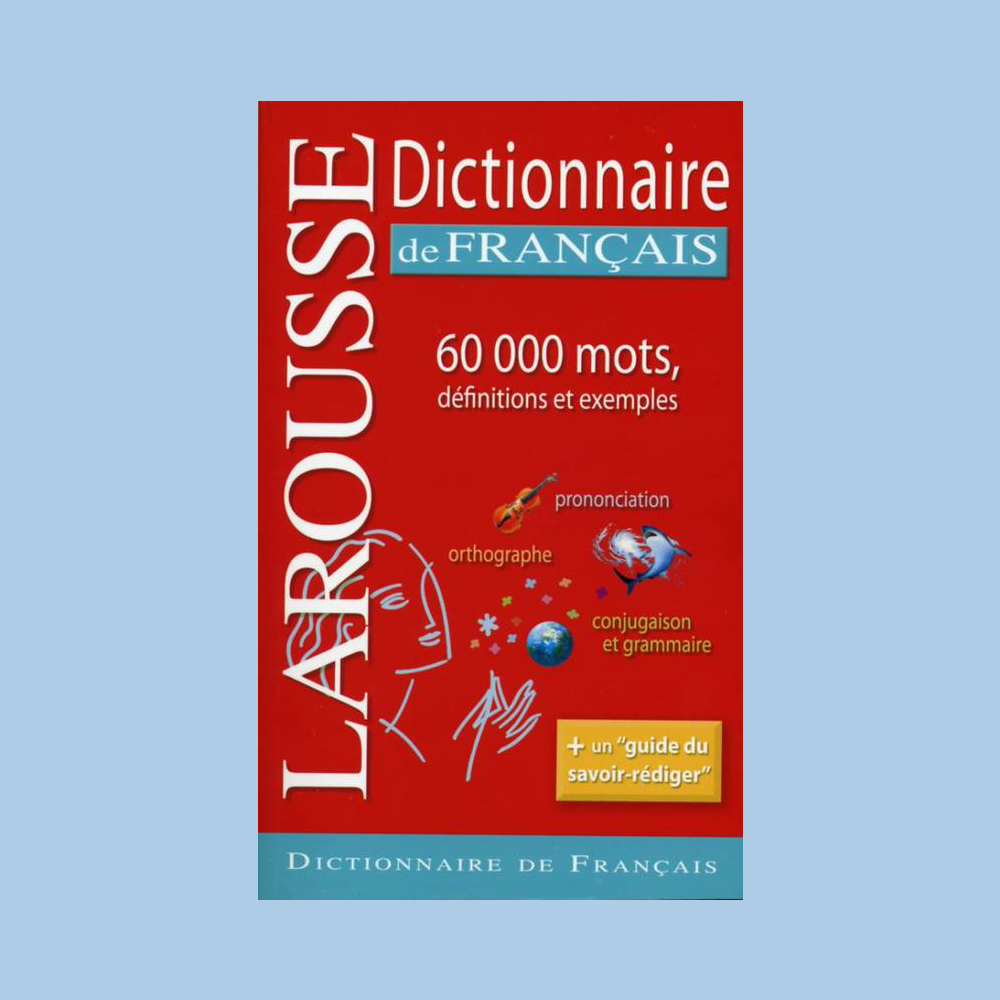 LAROUSSE
Dictionnaire
de FRANÇAIS
60 000 mots,
définitions et exemples
prononciation
orthographe
conjugaison
et grammaire
+ un “guide du
savoir-rédiger”
DICTIONNAIRE DE FRANÇAIS